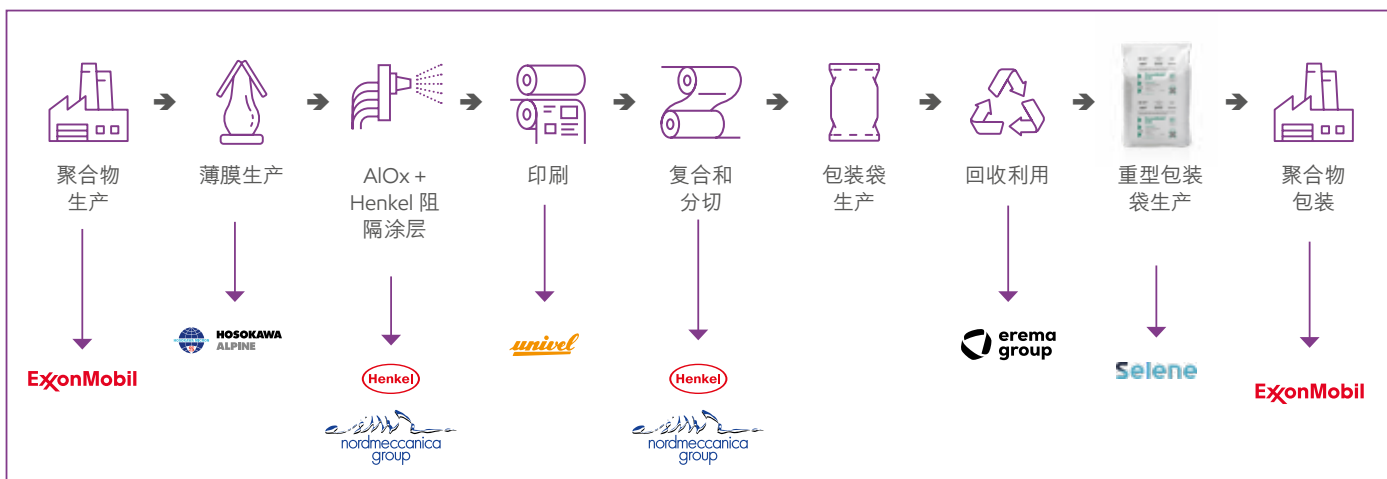 聚合物
生产
薄膜生产
AlOx +
Henkel 阻
隔涂层
印刷
复合和
分切
包装袋
生产
回收利用
重型包装
袋生产
聚合物
包装
ExxonMobil
HOSOKAWA
ALPINE
Henkel
nordmeccanica
group
univel
Henkel
nordmeccanica
group
erema
group
Selene
ExxonMobil